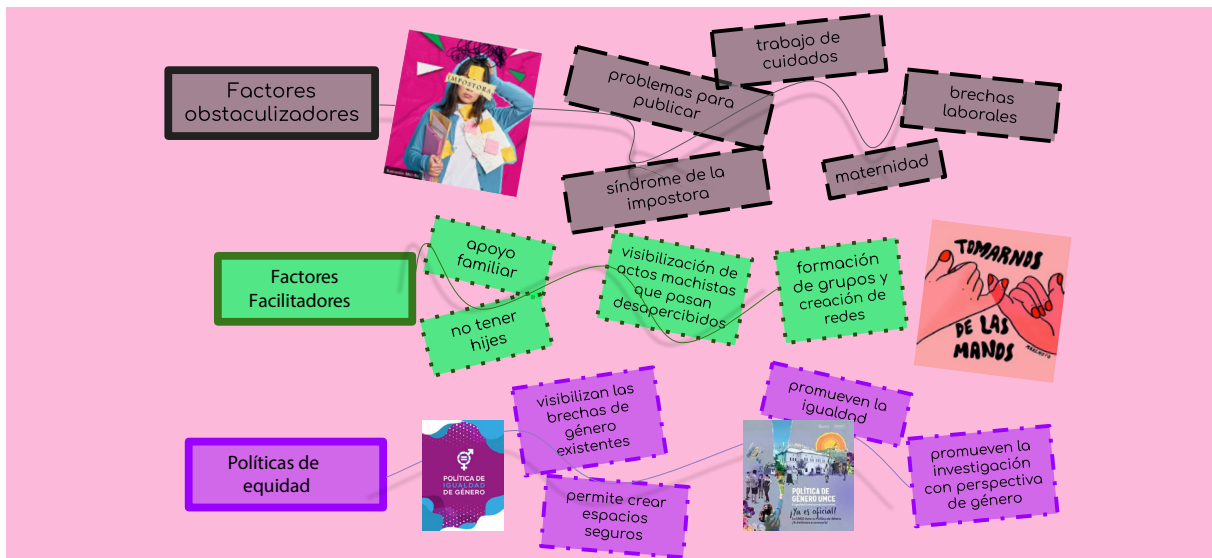 Factores
obstaculizadores
IMPOSTORA
problemas para
publicar
trabajo de
cuidados
brechas
laborales
síndrome de la
impostora
maternidad
Factores
Facilitadores
apoyo
familiar
no tener
hijes
visibilización de
actos machistas
que pasan
desapercibidos
formación
de grupos y
creación de
redes
TOMARNOS
DE LAS
MANOS
Políticas de
equidad
POLÍTICA DE
IGUALDAD
DE GÉNERO
visibilizan las
brechas de
género
existentes
permite crear
espacios
seguros
promueven la
igualdad
POLÍTICA DE
GÉNERO UMCE
¡Ya es oficial!
promueven la
investigación
con perspectiva
de género